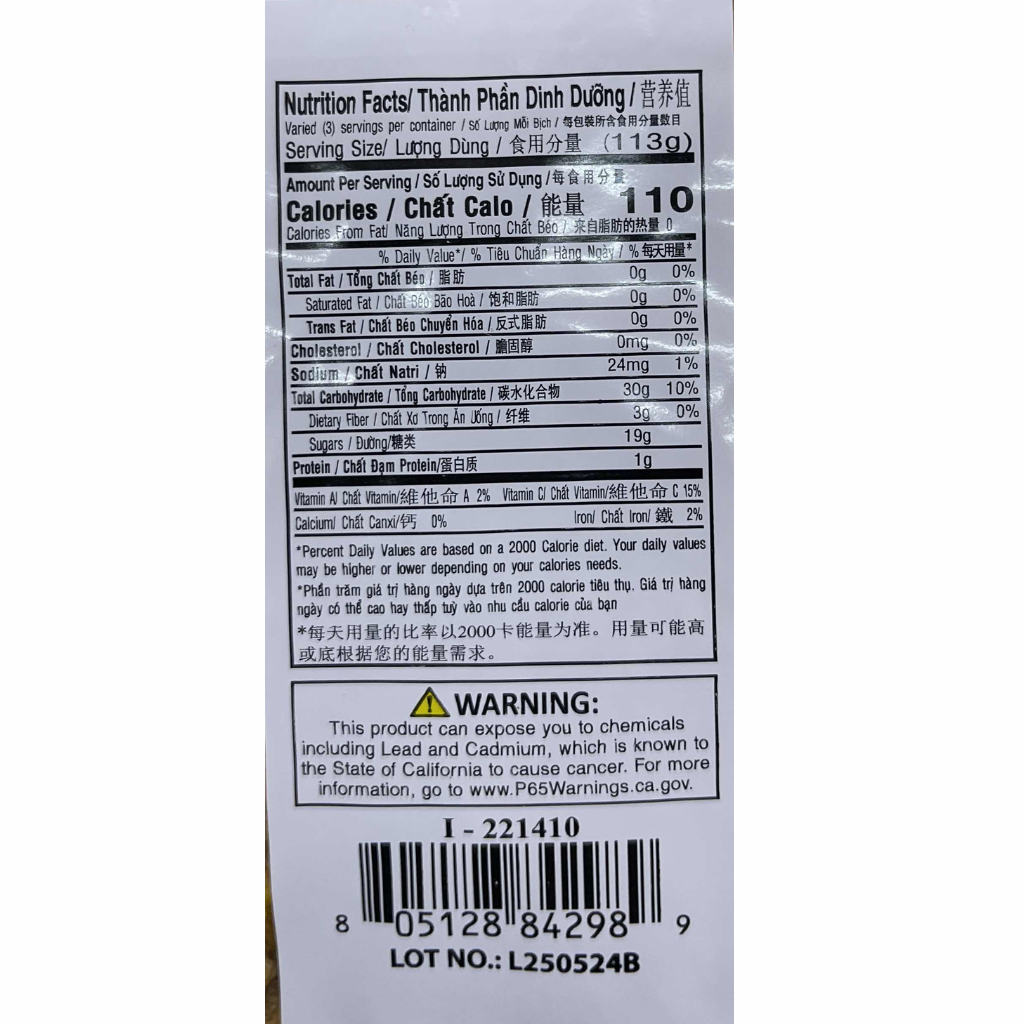 Nutrition Facts/ Thành Phần Dinh Dưỡng / 营养值
Varied (3) servings per container / Số Lượng Mỗi Bịch / 每包裝所含食用分量数目
Serving Size/ Lượng Dùng / 食用分量 (113g)
Amount Per Serving / Số Lượng Sử Dụng / 每食用分量
Calories / Chất Calo / 能量 110
Calories From Fat/ Năng Lượng Trong Chất Béo / 来自脂肪的热量 0
% Daily Value*/ % Tiêu Chuẩn Hàng Ngày / % 每天用量*
Total Fat / Tổng Chất Béo / 脂肪 0g 0%
Saturated Fat / Chất Béo Bão Hoà / 饱和脂肪 0g 0%
Trans Fat / Chất Béo Chuyển Hóa / 反式脂肪 0g 0%
Cholesterol / Chất Cholesterol / 膽固醇 0mg 0%
Sodium / Chất Natri / 钠 24mg 1%
Total Carbohydrate / Tổng Carbohydrate / 碳水化合物 30g 10%
Dietary Fiber / Chất Xơ Trong Ăn Uống / 纤维 3g 0%
Sugars / Đường/糖类 19g
Protein / Chất Đạm Protein/蛋白质 1g
Vitamin A/ Chất Vitamin/維他命 A 2% Vitamin C/ Chất Vitamin/維他命 C 15%
Calcium/ Chất Canxi/钙 0% Iron/ Chất Iron/ 鐵 2%
*Percent Daily Values are based on a 2000 Calorie diet. Your daily values
may be higher or lower depending on your calories needs.
*Phần trăm giá trị hàng ngày dựa trên 2000 calorie tiêu thụ. Giá trị hàng
ngày có thể cao hay thấp tuỳ vào nhu cầu calorie của bạn
*每天用量的比率以2000卡能量为准。用量可能高
或底根据您的能量需求。
WARNING:
This product can expose you to chemicals
including Lead and Cadmium, which is known to
the State of California to cause cancer. For more
information, go to www.P65Warnings.ca.gov.
I - 221410
8 05128 84298 9
LOT NO.: L250524B